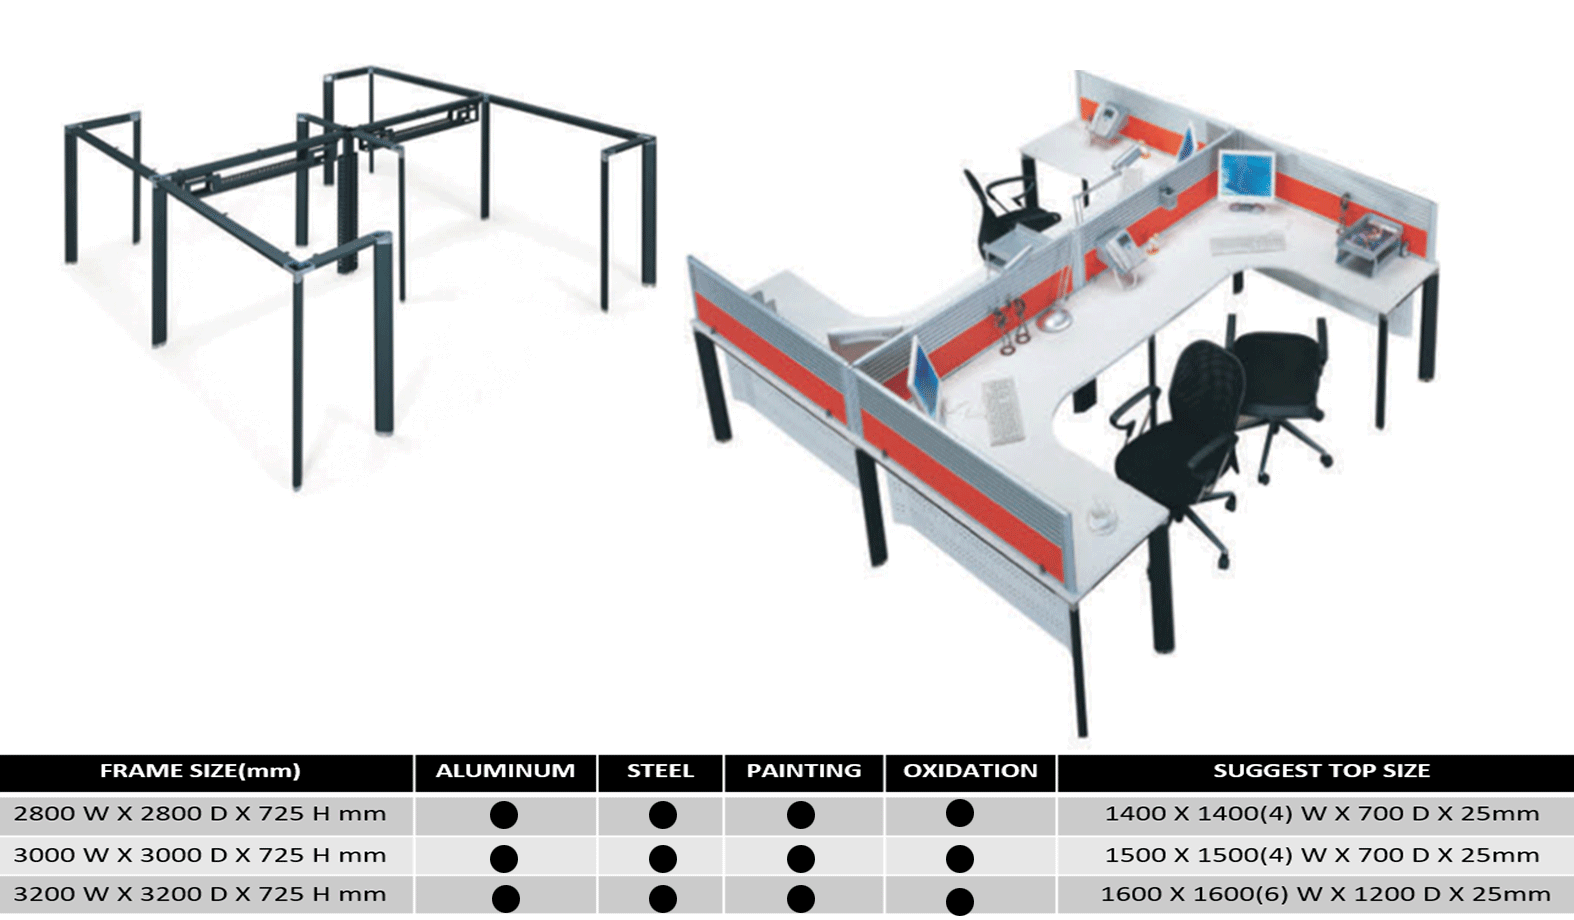 FRAME SIZE(mm) ALUMINUM STEEL PAINTING OXIDATION SUGGEST TOP SIZE
2800 W X 2800 D X 725 H mm ● ● ● ● 1400 X 1400(4) W X 700 D X 25mm
3000 W X 3000 D X 725 H mm ● ● ● ● 1500 X 1500(4) W X 700 D X 25mm
3200 W X 3200 D X 725 H mm ● ● ● ● 1600 X 1600(6) W X 1200 D X 25mm